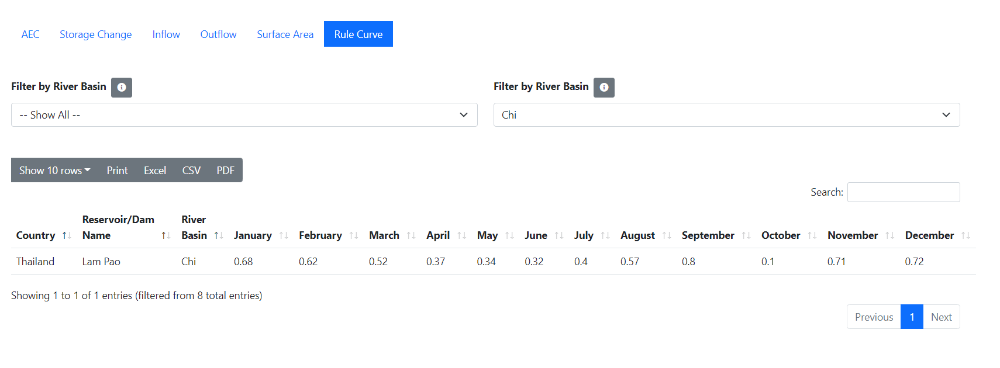 AEC Storage Change Inflow Outflow Surface Area Rule Curve
Filter by River Basin
-- Show All --
Filter by River Basin
Chi
Show 10 rows Print Excel CSV PDF
Search:
Country Reservoir/Dam Name River Basin January February March April May June July August September October November December
Thailand Lam Pao Chi 0.68 0.62 0.52 0.37 0.34 0.32 0.4 0.57 0.8 0.1 0.71 0.72
Showing 1 to 1 of 1 entries (filtered from 8 total entries)
Previous 1 Next